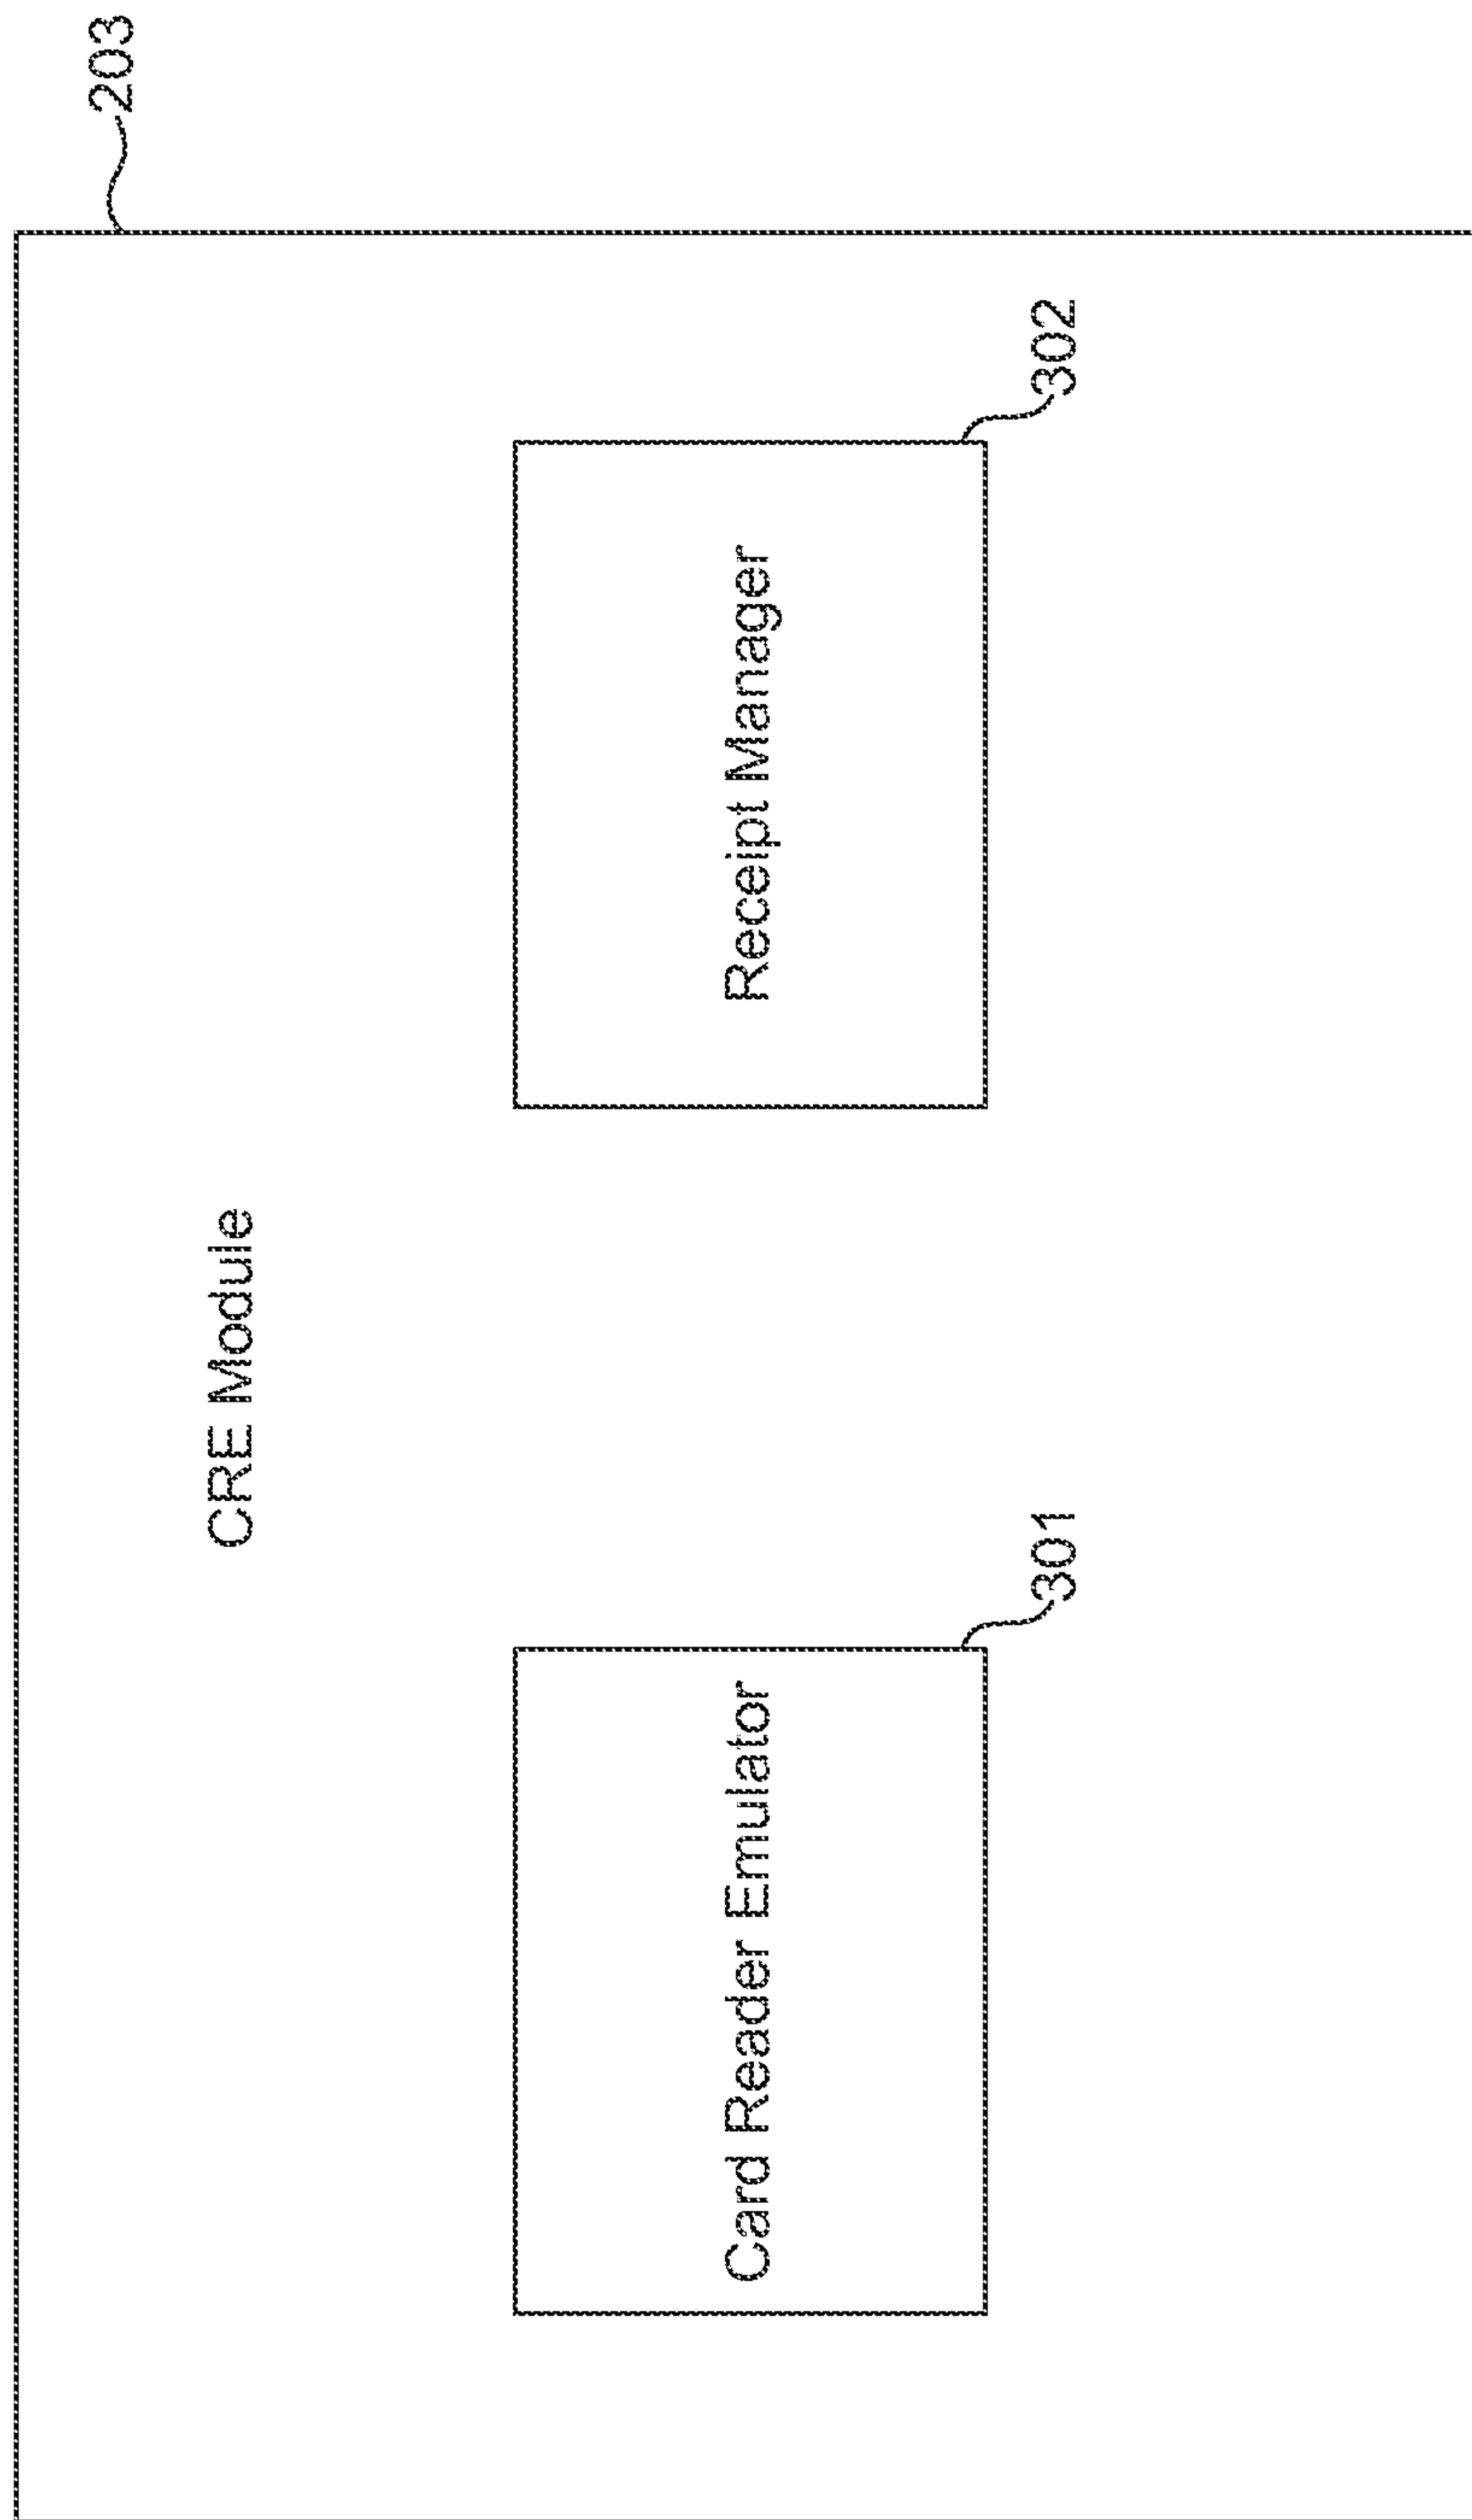 203
CRE Module
Card Reader Emulator
301
Receipt Manager
302